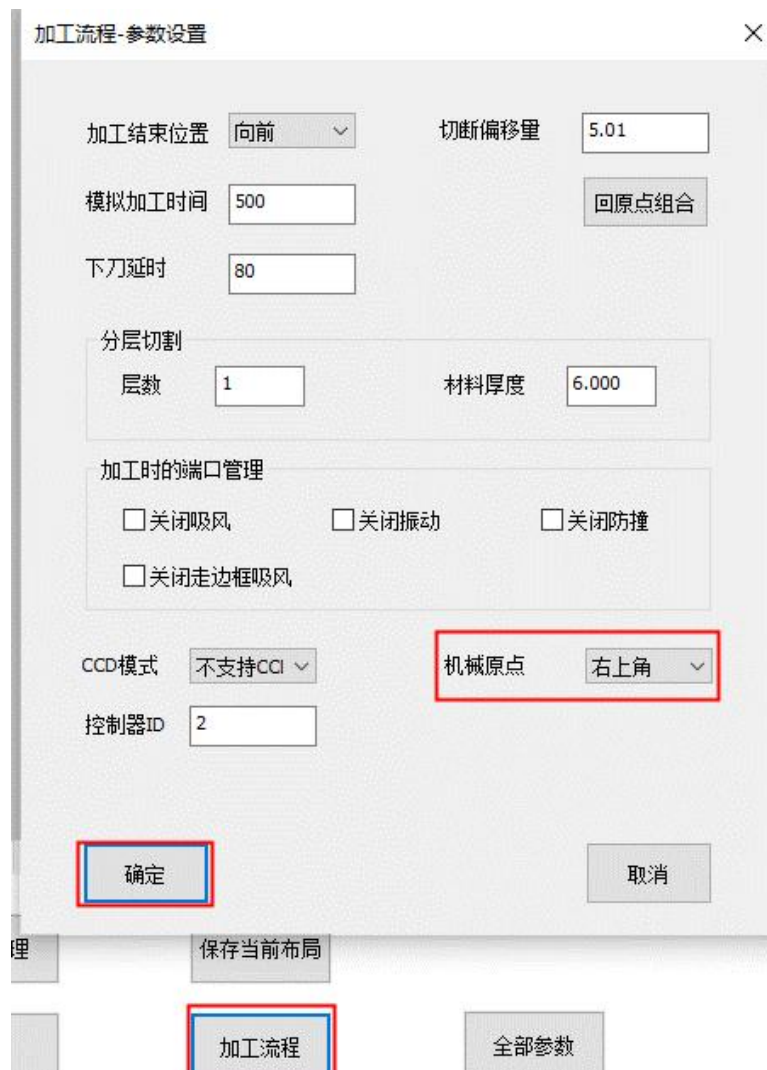 加工流程-参数设置
加工结束位置 向前 切断偏移量 5.01
模拟加工时间 500 回原点组合
下刀延时 80
分层切割
层数 1 材料厚度 6.000
加工时的端口管理
关闭吸风 关闭振动 关闭防撞
关闭走边框吸风
CCD模式 不支持CCI 机械原点 右上角
控制器ID 2
确定 取消
理 保存当前布局
加工流程 全部参数